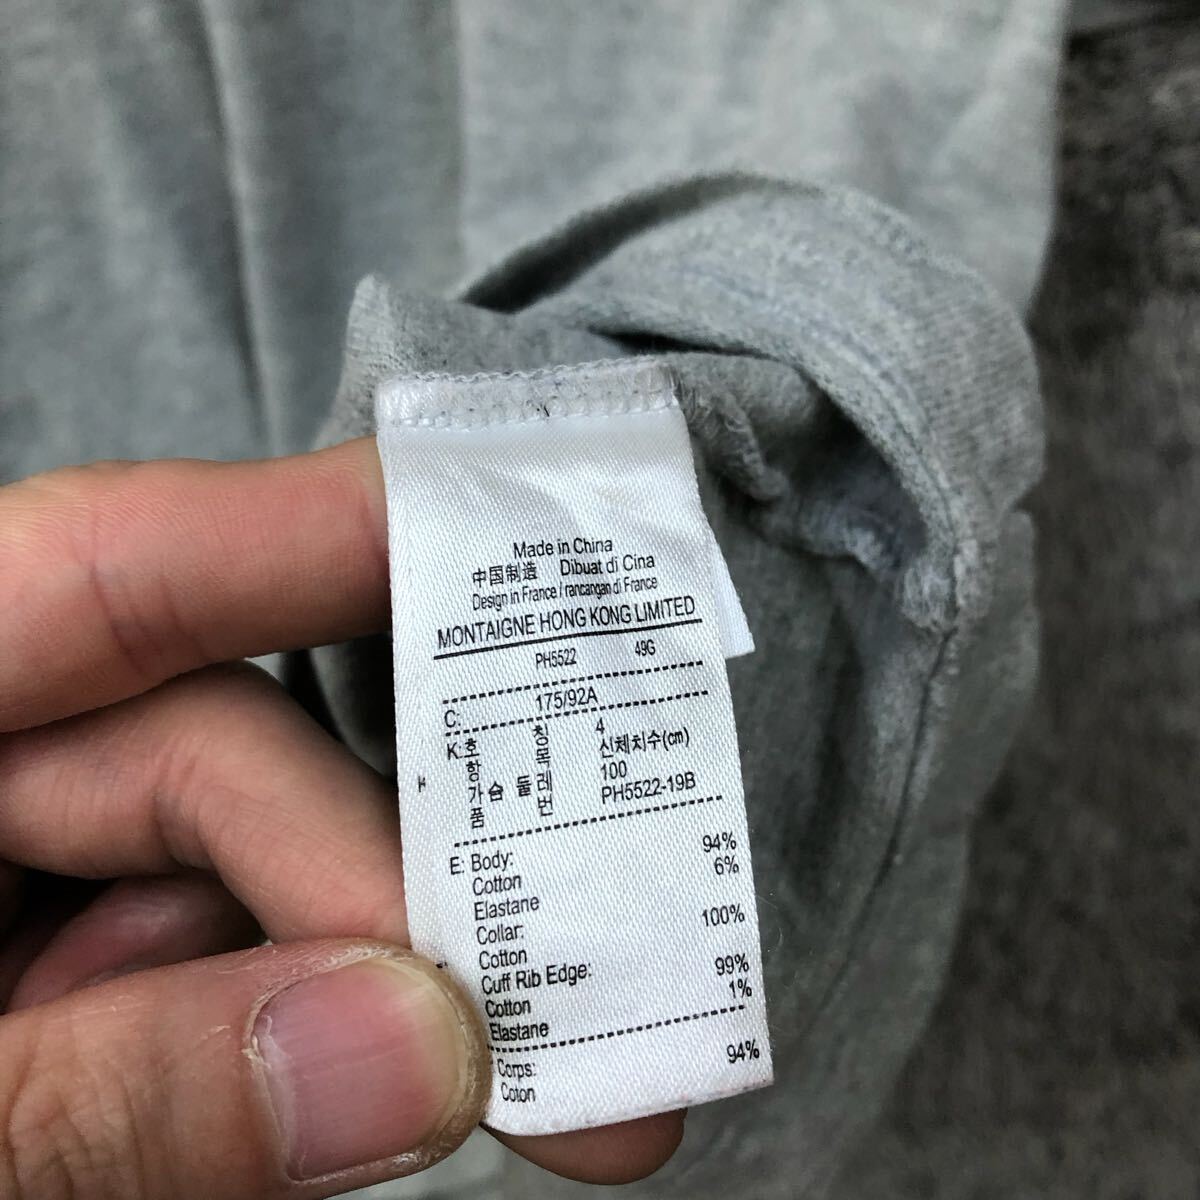 Made in China
中国制造 Dibuat di Cina
Design in France / rancangan di France
MONTAIGNE HONG KONG LIMITED
PH5522 49G
C: 175/92A
K: 호 칭 4
항 목 신체치수(cm)
가 슴 둘 레 100
품 번 PH5522-19B
E: Body: 94%
Cotton 6%
Elastane
Collar: 100%
Cotton
Cuff Rib Edge: 99%
Cotton 1%
Elastane
Corps: 94%
Coton